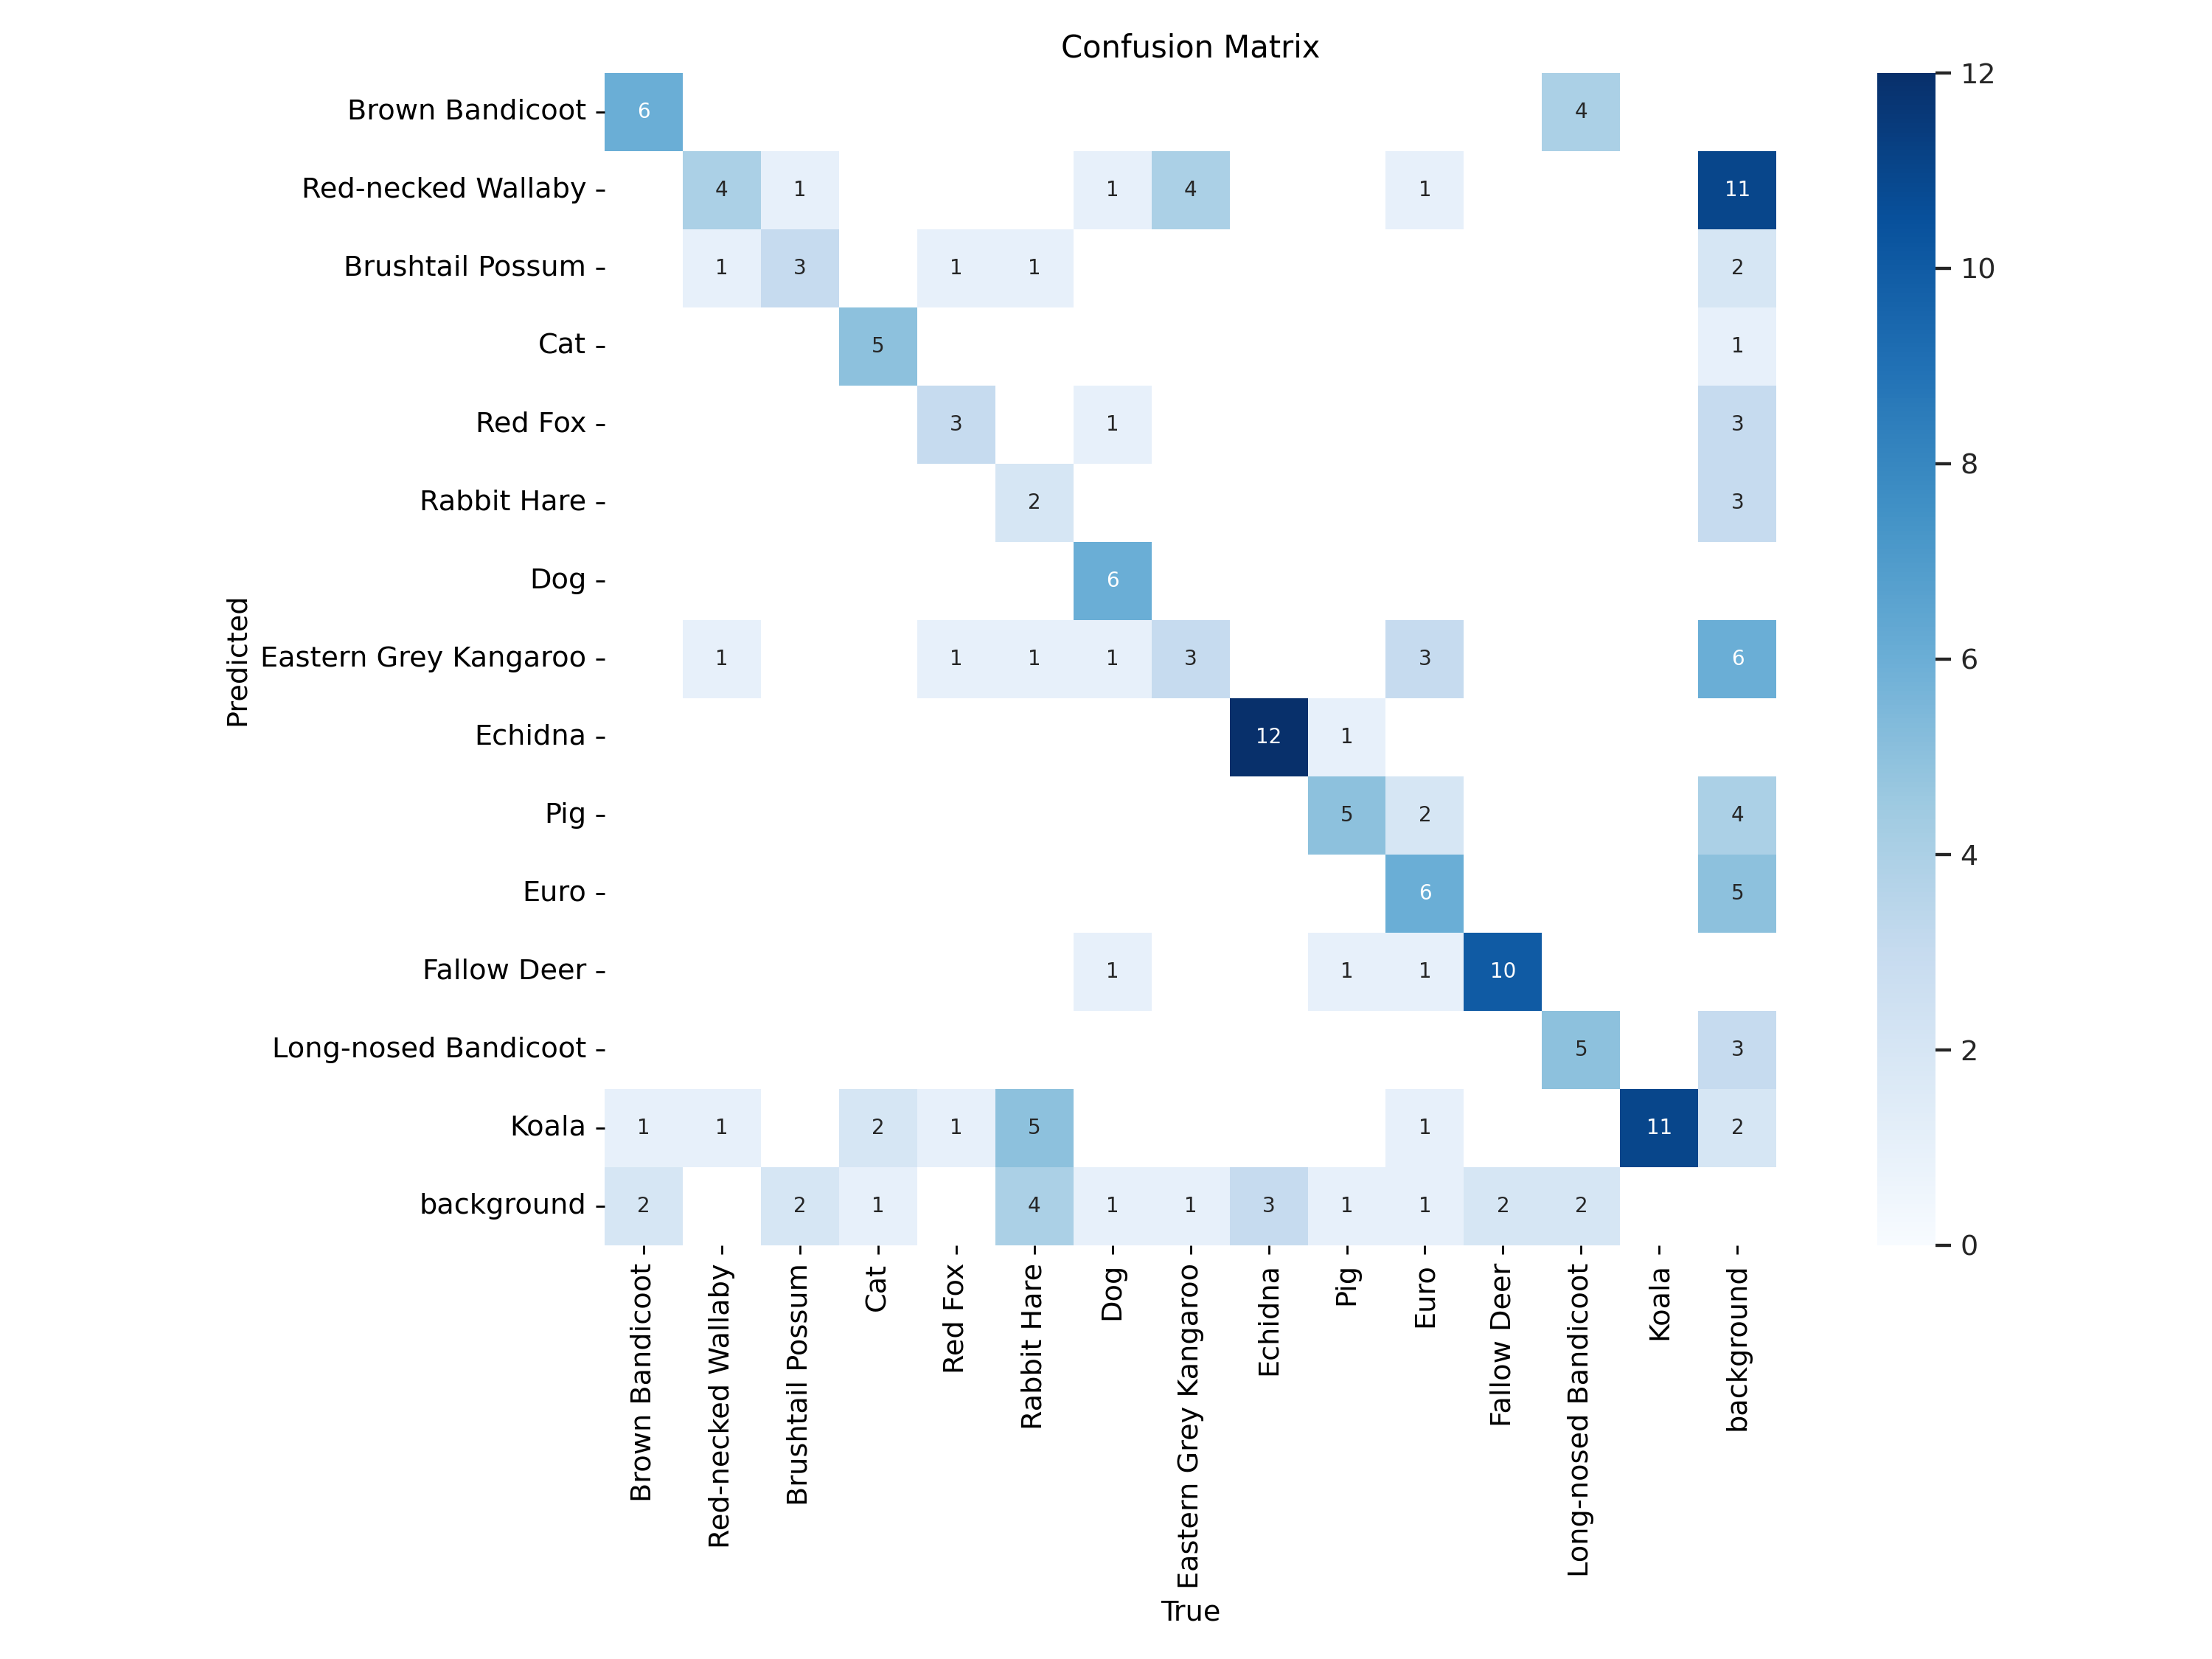 Confusion Matrix
Brown Bandicoot 6 4
Red-necked Wallaby 4 1 1 4 1 11
Brushtail Possum 1 3 1 1 2
Cat 5 1
Red Fox 3 1 3
Rabbit Hare 2 3
Dog 6
Eastern Grey Kangaroo 1 1 1 1 3 3 6
Echidna 12 1
Pig 5 2 4
Euro 6 5
Fallow Deer 1 1 1 10
Long-nosed Bandicoot 5 3
Koala 1 1 2 1 5 1 11 2
background 2 2 1 4 1 1 3 1 1 2 2
Predicted
Brown Bandicoot
Red-necked Wallaby
Brushtail Possum
Cat
Red Fox
Rabbit Hare
Dog
Eastern Grey Kangaroo
Echidna
Pig
Euro
Fallow Deer
Long-nosed Bandicoot
Koala
background
True
12
10
8
6
4
2
0